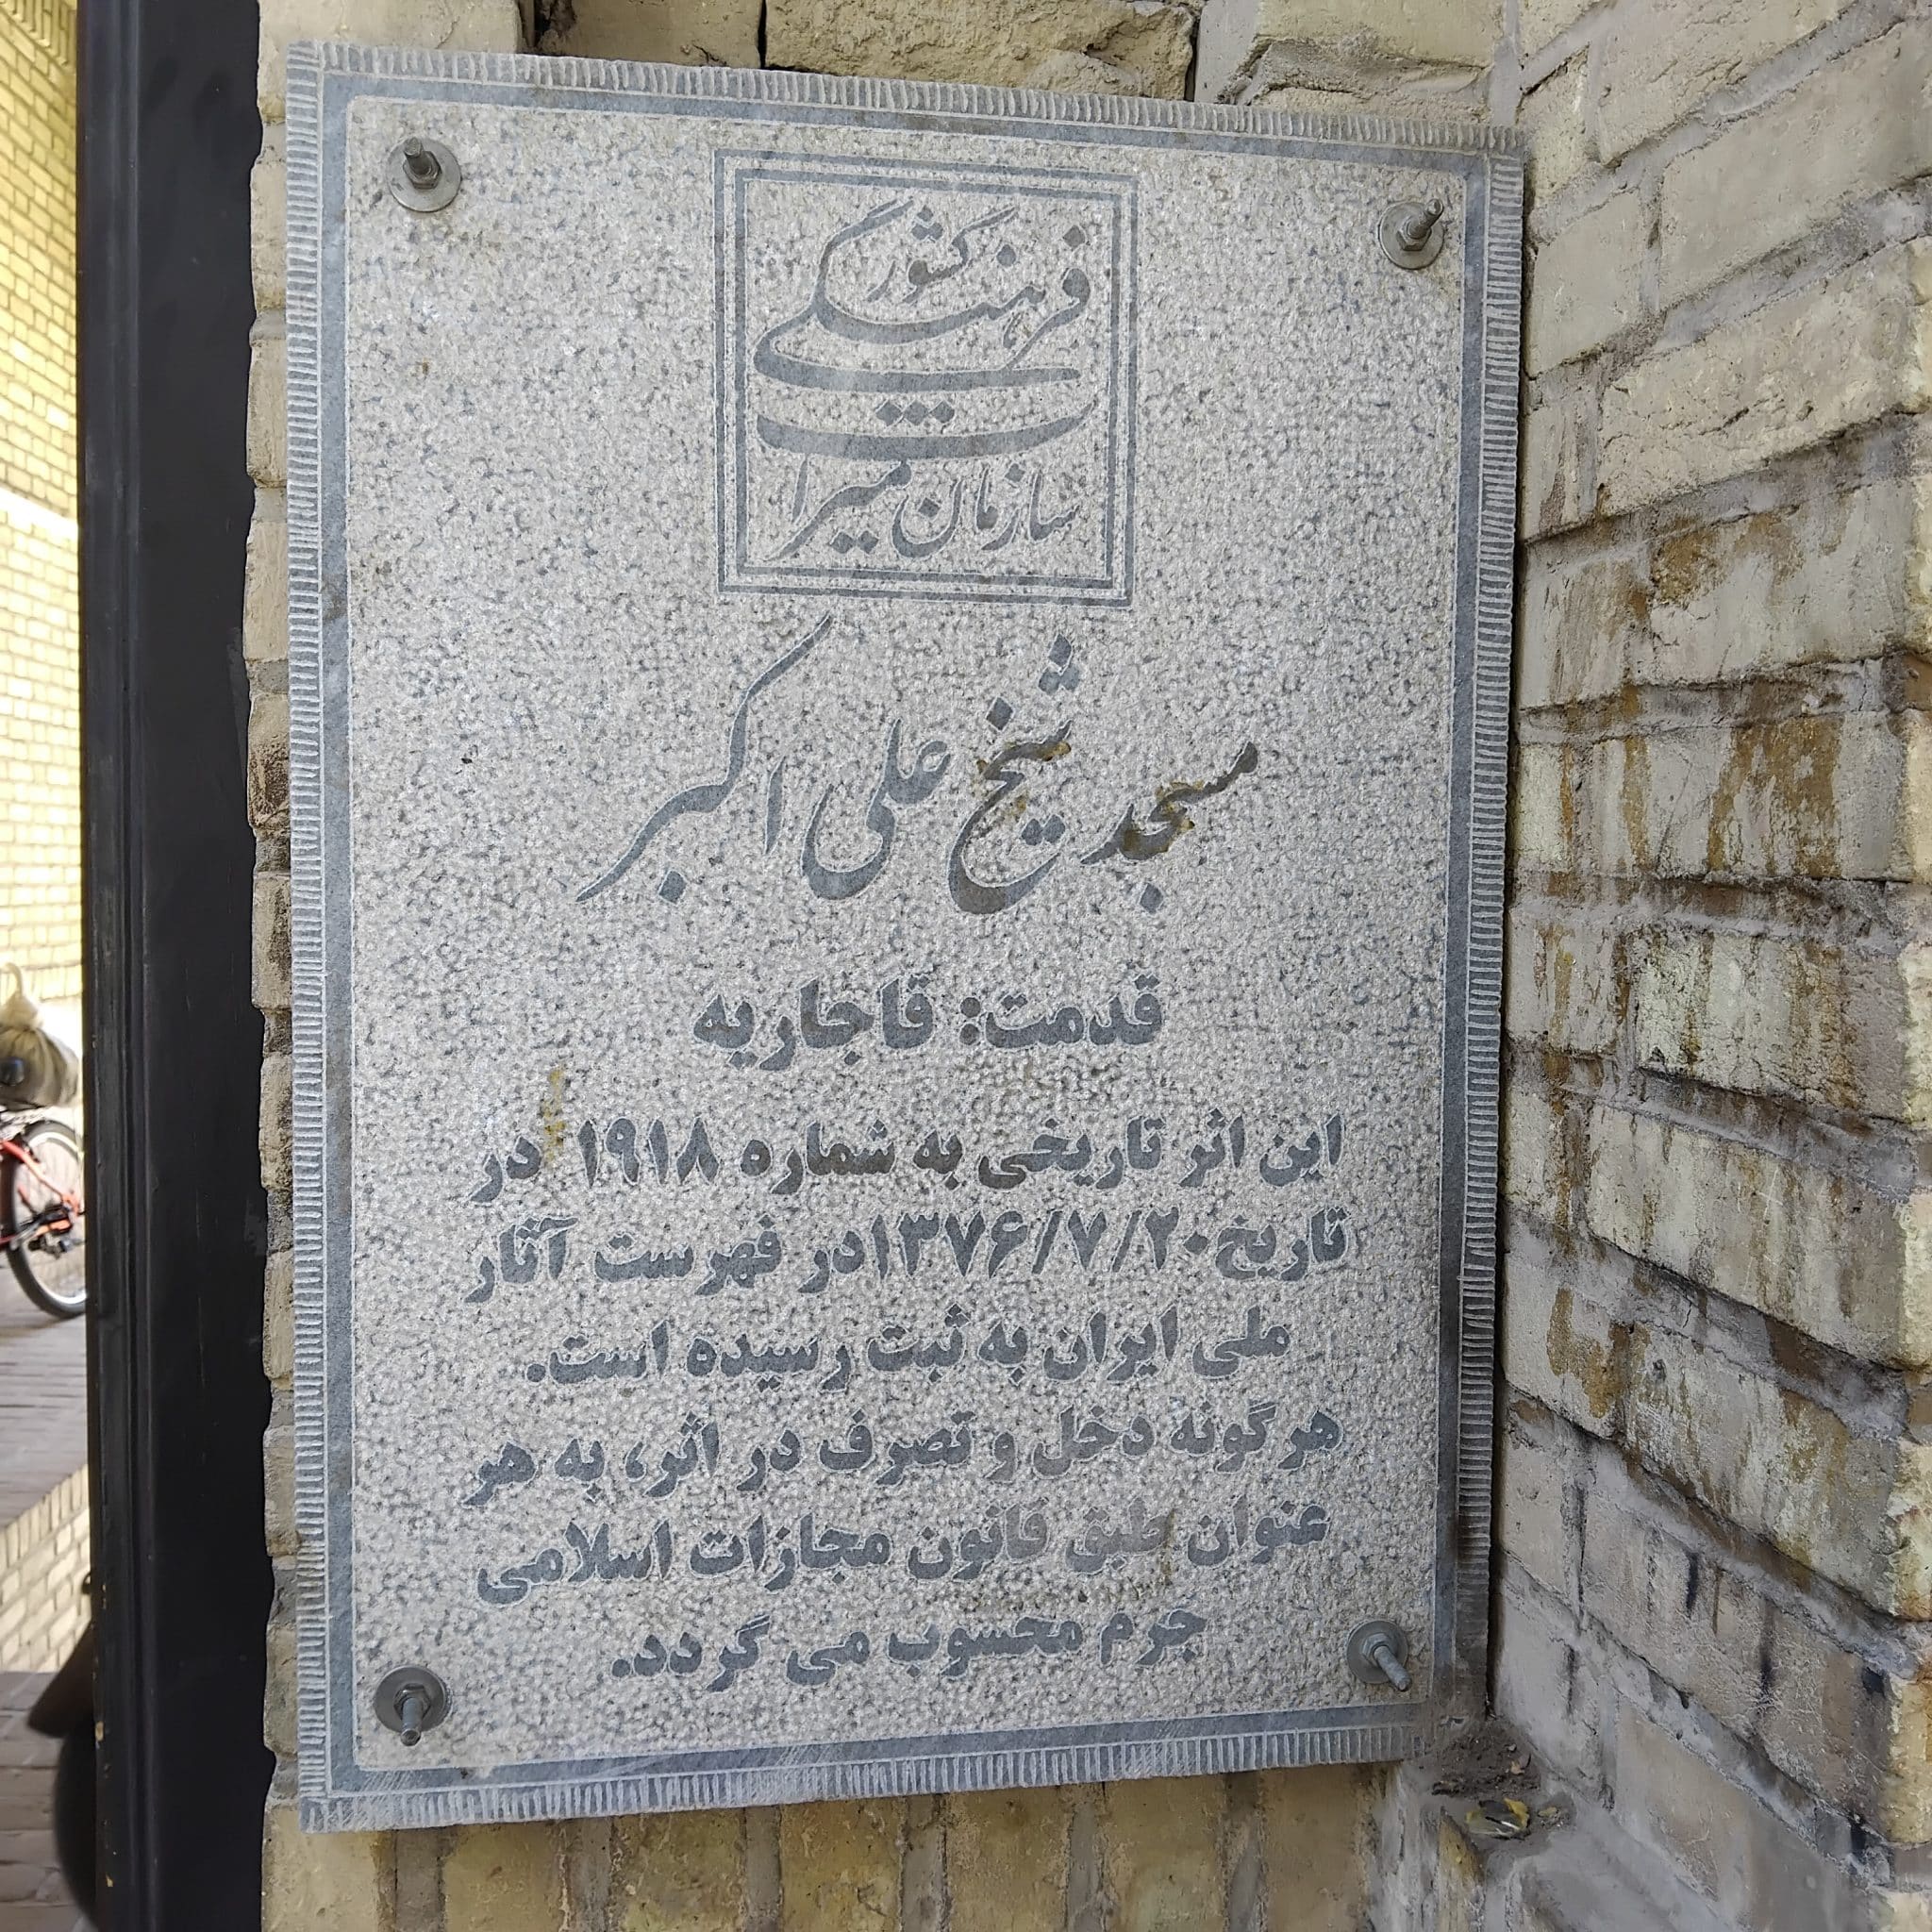 سازمان میراث
فرهنگی
کشور
مسجد شیخ علی اکبر
قدمت: قاجاریه
این اثر تاریخی به شماره ۱۹۱۸ در
تاریخ ۱۳۷۶/۷/۲۰ در فهرست آثار
ملی ایران به ثبت رسیده است.
هر گونه دخل و تصرف در اثر، به هر
عنوان طبق قانون مجازات اسلامی
جرم محسوب می گردد.